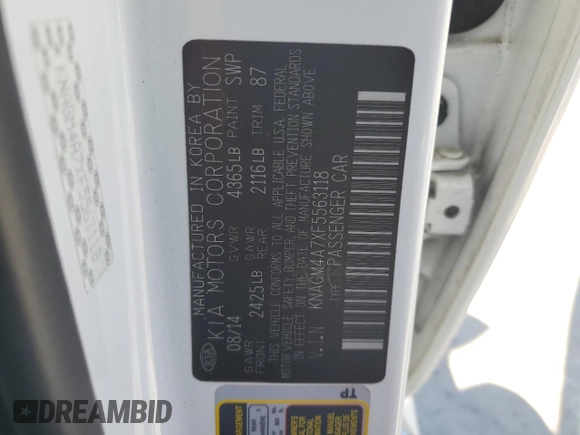 MANUFACTURED IN KOREA BY
KIA MOTORS CORPORATION
08/14 GVWR 4365LB PAINT SWP
GAWR FRONT 2425LB GAWR REAR 2116LB TRIM 87
THIS VEHICLE CONFORMS TO ALL APPLICABLE U.S.A. FEDERAL
MOTOR VEHICLE SAFETY, BUMPER, AND THEFT PREVENTION STANDARDS
IN EFFECT ON THE DATE OF MANUFACTURE SHOWN ABOVE
V.I.N KNAGM4A7XF5563118
TYPE PASSENGER CAR
KIA
TP
DREAMBID